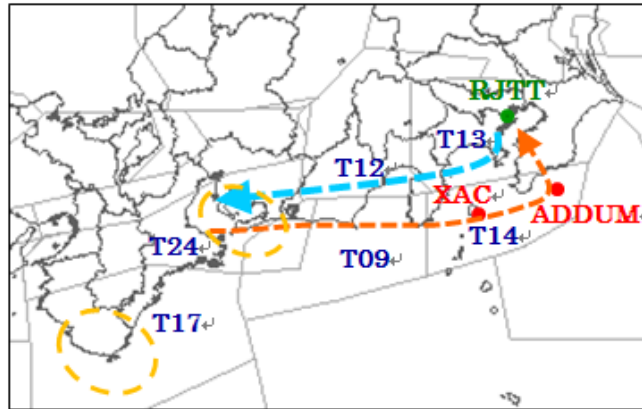 RJTT↵
T13↵
T12
XAC↵
ADDUM↵
T24↵
T14↵
T09↵
T17↵